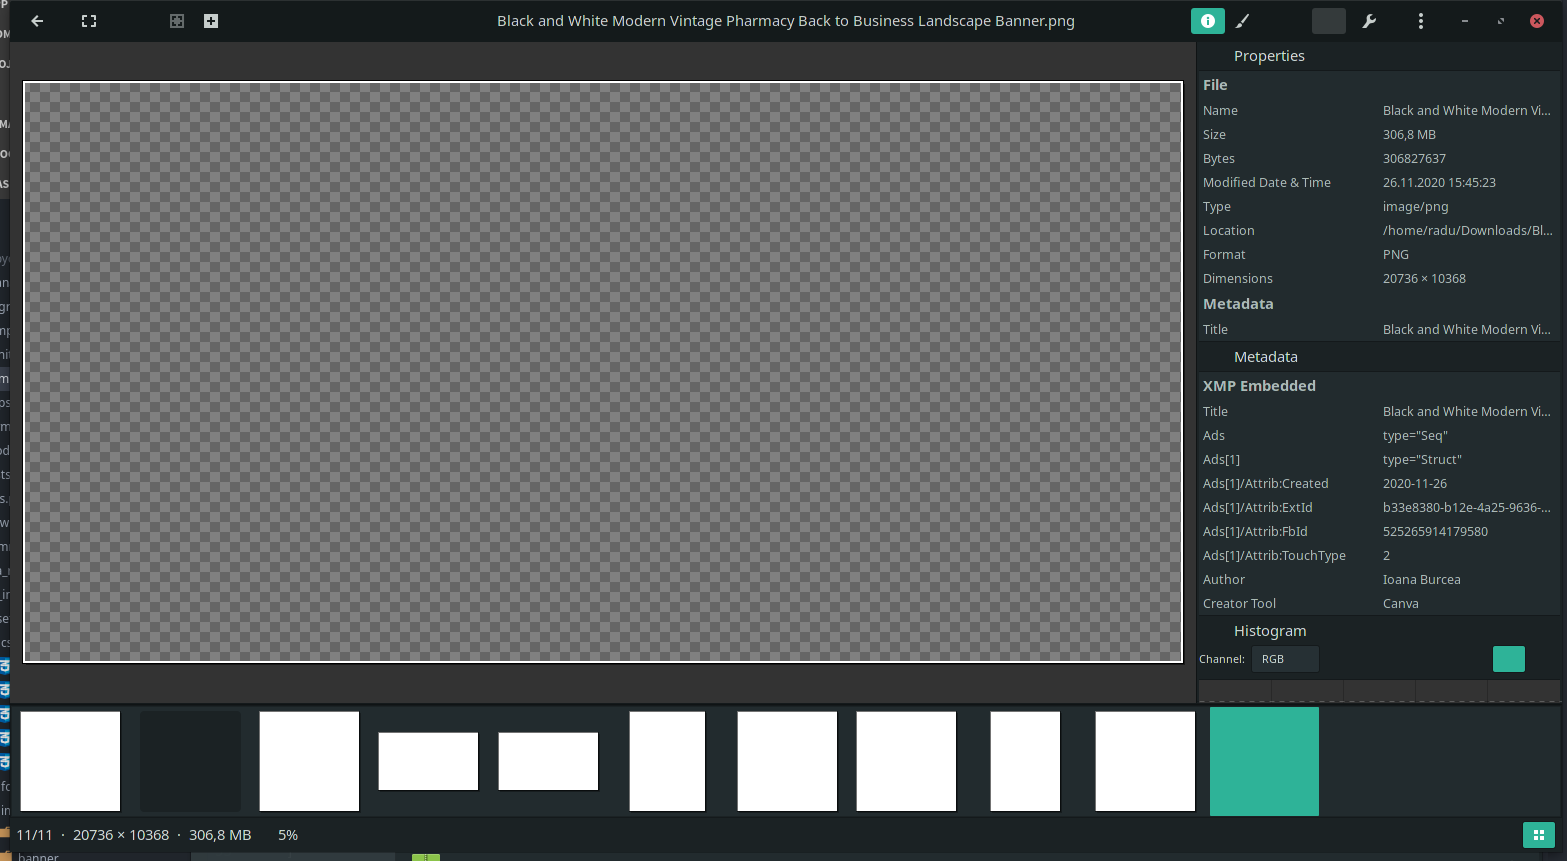 Black and White Modern Vintage Pharmacy Back to Business Landscape Banner.png
Properties
File
Name Black and White Modern Vi...
Size 306,8 MB
Bytes 306827637
Modified Date & Time 26.11.2020 15:45:23
Type image/png
Location /home/radu/Downloads/Bl...
Format PNG
Dimensions 20736 × 10368
Metadata
Title Black and White Modern Vi...
Metadata
XMP Embedded
Title Black and White Modern Vi...
Ads type="Seq"
Ads[1] type="Struct"
Ads[1]/Attrib:Created 2020-11-26
Ads[1]/Attrib:ExtId b33e8380-b12e-4a25-9636-...
Ads[1]/Attrib:FbId 525265914179580
Ads[1]/Attrib:TouchType 2
Author Ioana Burcea
Creator Tool Canva
Histogram
Channel: RGB
11/11 · 20736 × 10368 · 306,8 MB 5%
banner